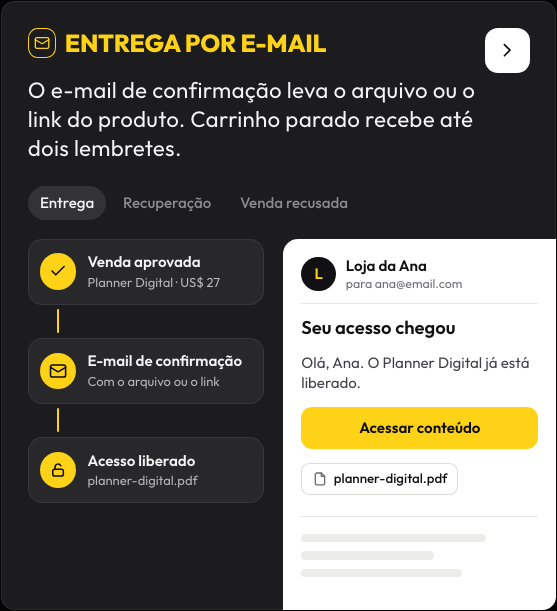 ENTREGA POR E-MAIL
O e-mail de confirmação leva o arquivo ou o
link do produto. Carrinho parado recebe até
dois lembretes.
Entrega
Recuperação
Venda recusada
Venda aprovada
Planner Digital · US$ 27
E-mail de confirmação
Com o arquivo ou o link
Acesso liberado
planner-digital.pdf
L
Loja da Ana
para ana@email.com
Seu acesso chegou
Olá, Ana. O Planner Digital já está
liberado.
Acessar conteúdo
planner-digital.pdf